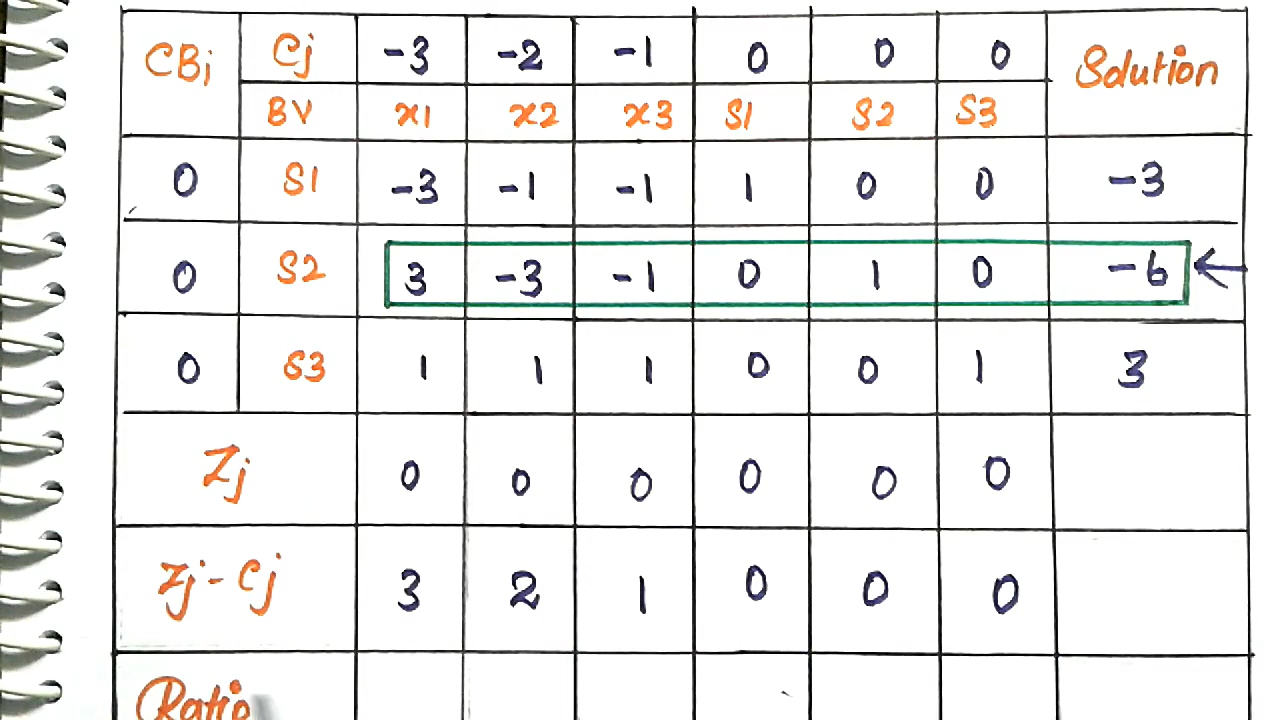 CBi Cj -3 -2 -1 0 0 0 Solution
BV x1 x2 x3 S1 S2 S3
0 S1 -3 -1 -1 1 0 0 -3
0 S2 3 -3 -1 0 1 0 -6
0 S3 1 1 1 0 0 1 3
Zj 0 0 0 0 0 0
Zj - Cj 3 2 1 0 0 0
Ratio